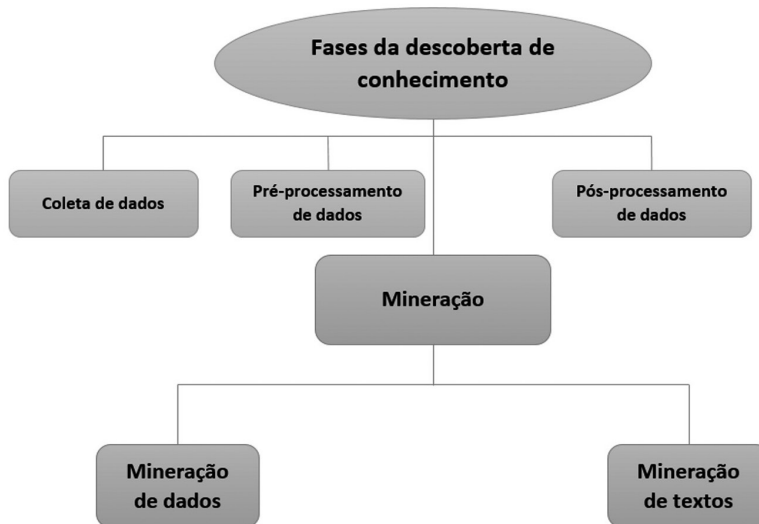 Fases da descoberta de
conhecimento
Coleta de dados
Pré-processamento
de dados
Pós-processamento
de dados
Mineração
Mineração
de dados
Mineração
de textos